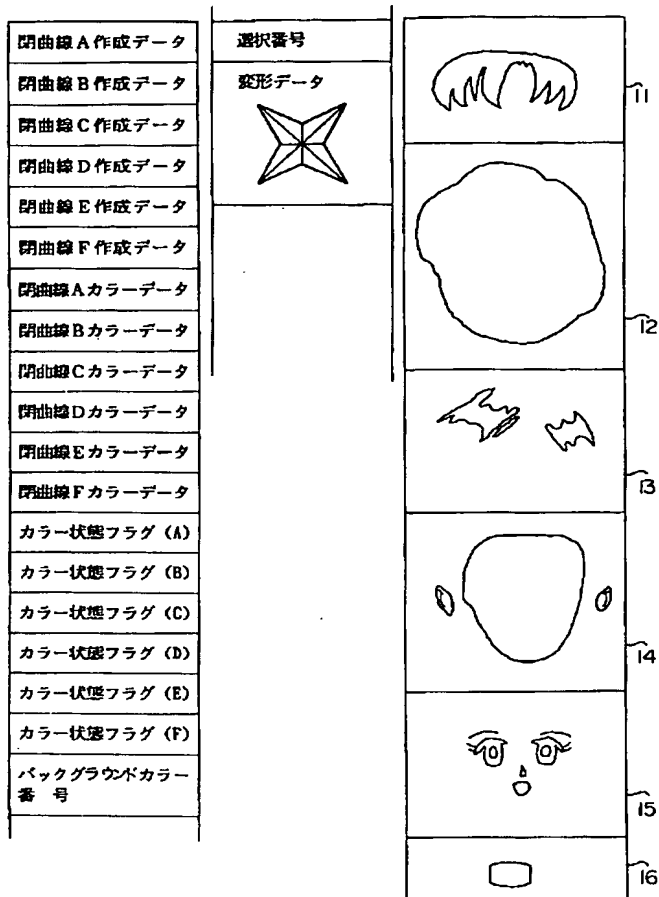 閉曲線A作成データ
閉曲線B作成データ
閉曲線C作成データ
閉曲線D作成データ
閉曲線E作成データ
閉曲線F作成データ
閉曲線Aカラーデータ
閉曲線Bカラーデータ
閉曲線Cカラーデータ
閉曲線Dカラーデータ
閉曲線Eカラーデータ
閉曲線Fカラーデータ
カラー状態フラグ (A)
カラー状態フラグ (B)
カラー状態フラグ (C)
カラー状態フラグ (D)
カラー状態フラグ (E)
カラー状態フラグ (F)
バックグラウンドカラー
番 号
選択番号
変形データ
11
12
13
14
15
16